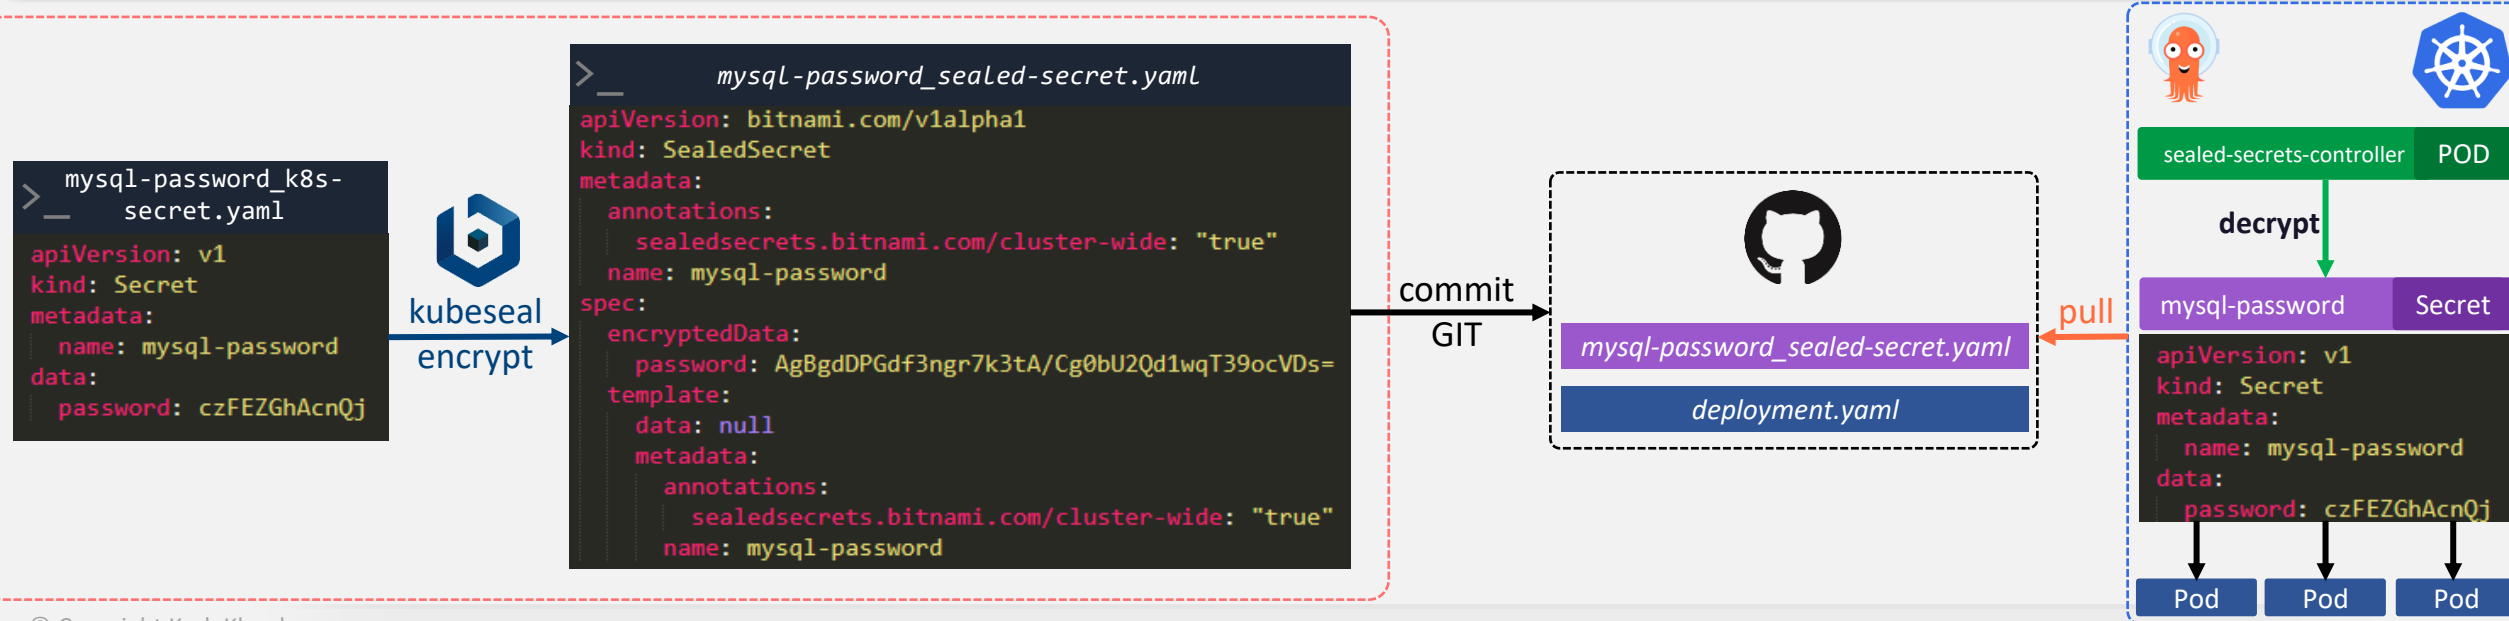 mysql-password_k8s-
secret.yaml
apiVersion: v1
kind: Secret
metadata:
name: mysql-password
data:
password: czFEZGhAcnQj
kubeseal
encrypt
mysql-password_sealed-secret.yaml
apiVersion: bitnami.com/v1alpha1
kind: SealedSecret
metadata:
annotations:
sealedsecrets.bitnami.com/cluster-wide: "true"
name: mysql-password
spec:
encryptedData:
password: AgBgdDPGdf3ngr7k3tA/Cg0bU2Qd1wqT39ocVDs=
template:
data: null
metadata:
annotations:
sealedsecrets.bitnami.com/cluster-wide: "true"
name: mysql-password
commit
GIT
mysql-password_sealed-secret.yaml
deployment.yaml
pull
sealed-secrets-controller POD
decrypt
mysql-password Secret
apiVersion: v1
kind: Secret
metadata:
name: mysql-password
data:
password: czFEZGhAcnQj
Pod Pod Pod